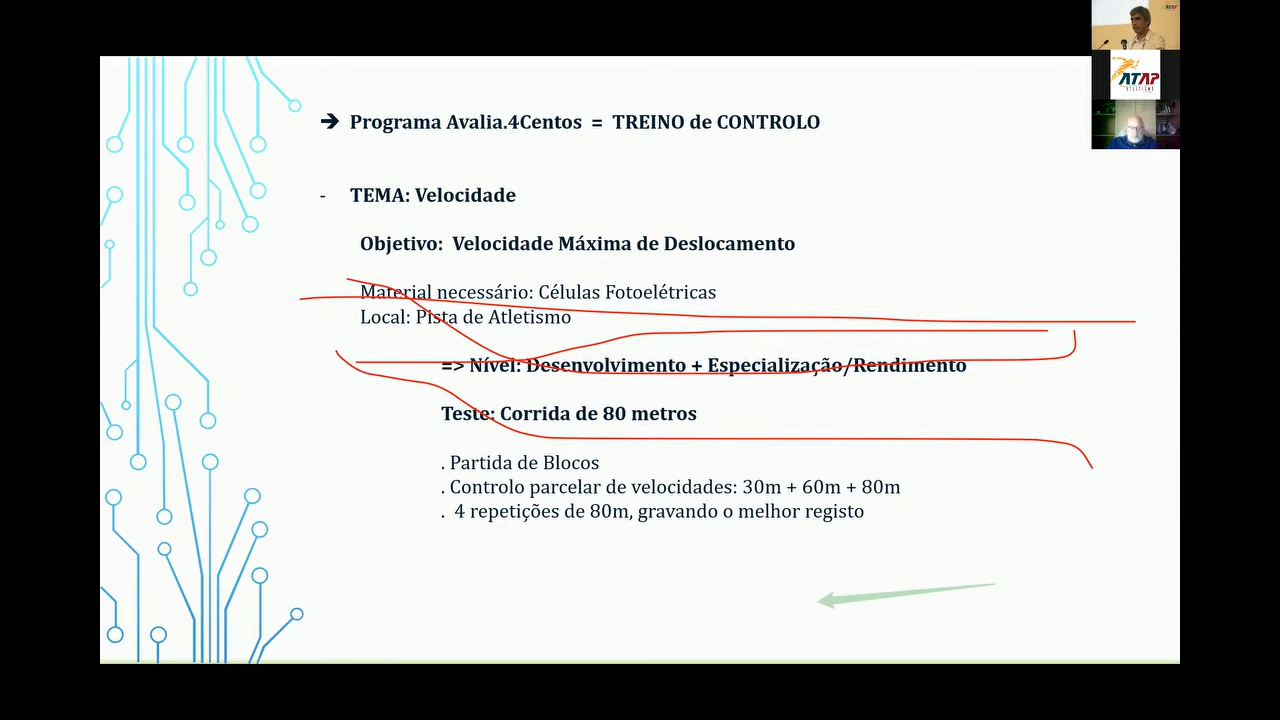 ➔ Programa Avalia.4Centos = TREINO de CONTROLO
- TEMA: Velocidade
Objetivo: Velocidade Máxima de Deslocamento
Material necessário: Células Fotoelétricas
Local: Pista de Atletismo
=> Nível: Desenvolvimento + Especialização/Rendimento
Teste: Corrida de 80 metros
. Partida de Blocos
. Controlo parcelar de velocidades: 30m + 60m + 80m
. 4 repetições de 80m, gravando o melhor registo
ATAP
ATLETISMO